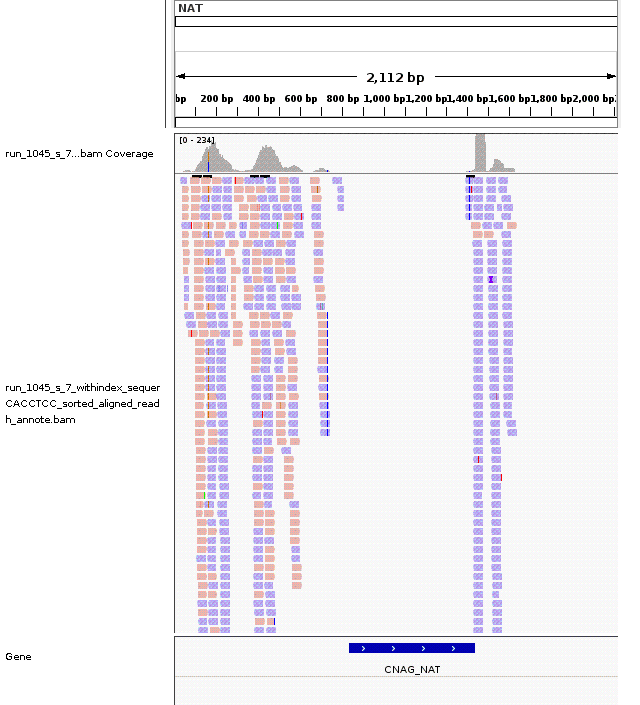 NAT
2,112 bp
bp 200 bp 400 bp 600 bp 800 bp 1,000 bp 1,200 bp 1,400 bp 1,600 bp 1,800 bp 2,000 bp
[0 - 234]
run_1045_s_7...bam Coverage
run_1045_s_7_withindex_sequer
CACCTCC_sorted_aligned_read
h_annote.bam
Gene
CNAG_NAT